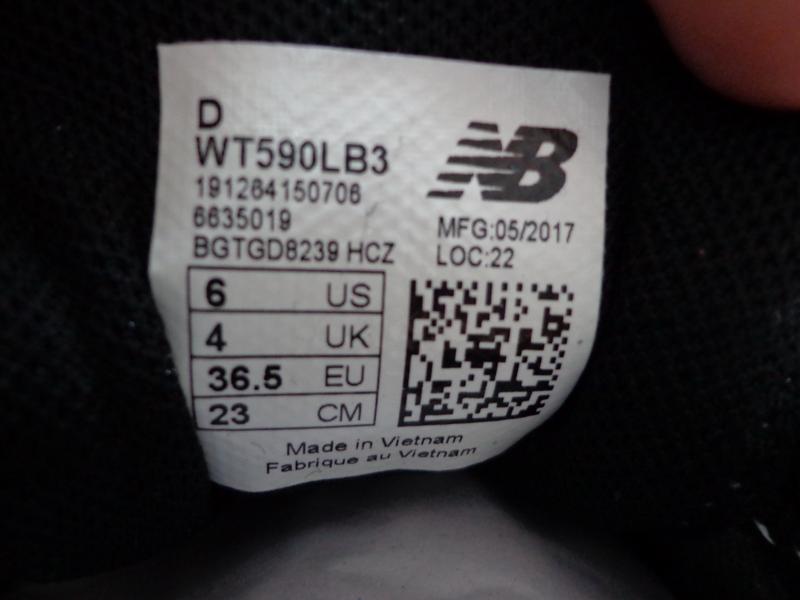 D
WT590LB3
191264150706
6635019
BGTGD8239 HCZ
NB
MFG:05/2017
LOC:22
6 US
4 UK
36.5 EU
23 CM
Made in Vietnam
Fabrique au Vietnam